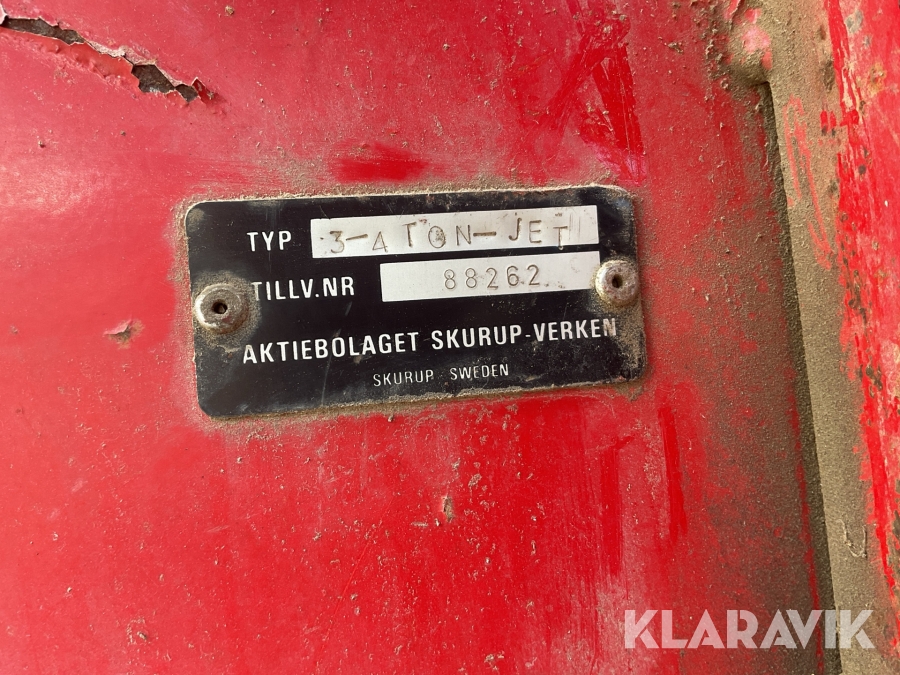 TYP 3-4 TON-JET
TILLV.NR 88262
AKTIEBOLAGET SKURUP-VERKEN
SKURUP SWEDEN
KLARAVIK